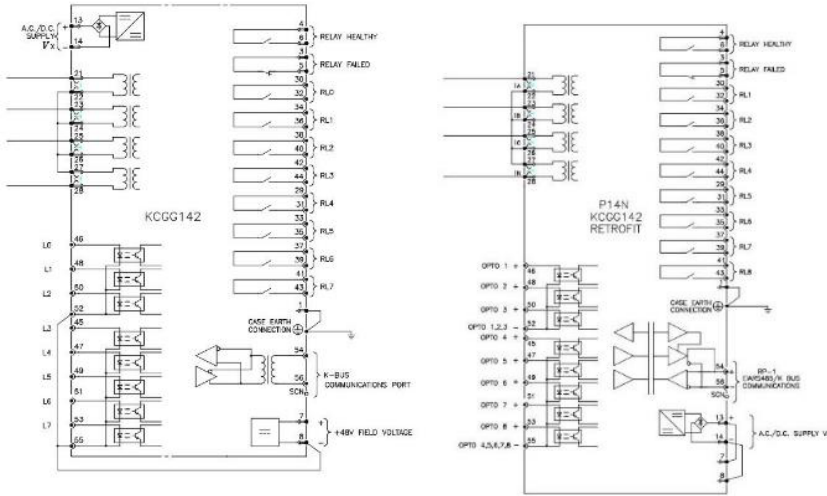 A.C./D.C. SUPPLY Vx
+ 13
- 14
21
22
23
24
25
26
27
28
KCGG142
4
6
RELAY HEALTHY
3
5
RELAY FAILED
30
32
RL0
34
36
RL1
38
40
RL2
42
44
RL3
29
31
RL4
33
35
RL5
37
39
RL6
41
43
RL7
1
CASE EARTH CONNECTION
L0 46
L1 48
L2 50
52
L3 45
L4 47
L5 49
L6 51
L7 53
55
54
56
SCN
K-BUS COMMUNICATIONS PORT
7 +
8 -
+48V FIELD VOLTAGE
P14N
KCGG142
RETROFIT
IA
21
22
IB
23
24
IC
25
26
27
28
4
6
RELAY HEALTHY
3
5
RELAY FAILED
30
32
RL1
34
36
RL2
38
40
RL3
42
44
RL4
29
31
RL5
33
35
RL6
37
39
RL7
41
43
RL8
1
CASE EARTH CONNECTION
OPTO 1 + 46
OPTO 2 + 48
OPTO 3 + 50
OPTO 1,2,3 - 52
OPTO 4 + 45
OPTO 5 + 47
OPTO 6 + 49
OPTO 7 + 51
OPTO 8 + 53
OPTO 4,5,6,7,8 - 55
54
56
SCN
RP-1
EIARS485/K BUS
COMMUNICATIONS
13 +
14 -
A.C./D.C. SUPPLY V
7
8